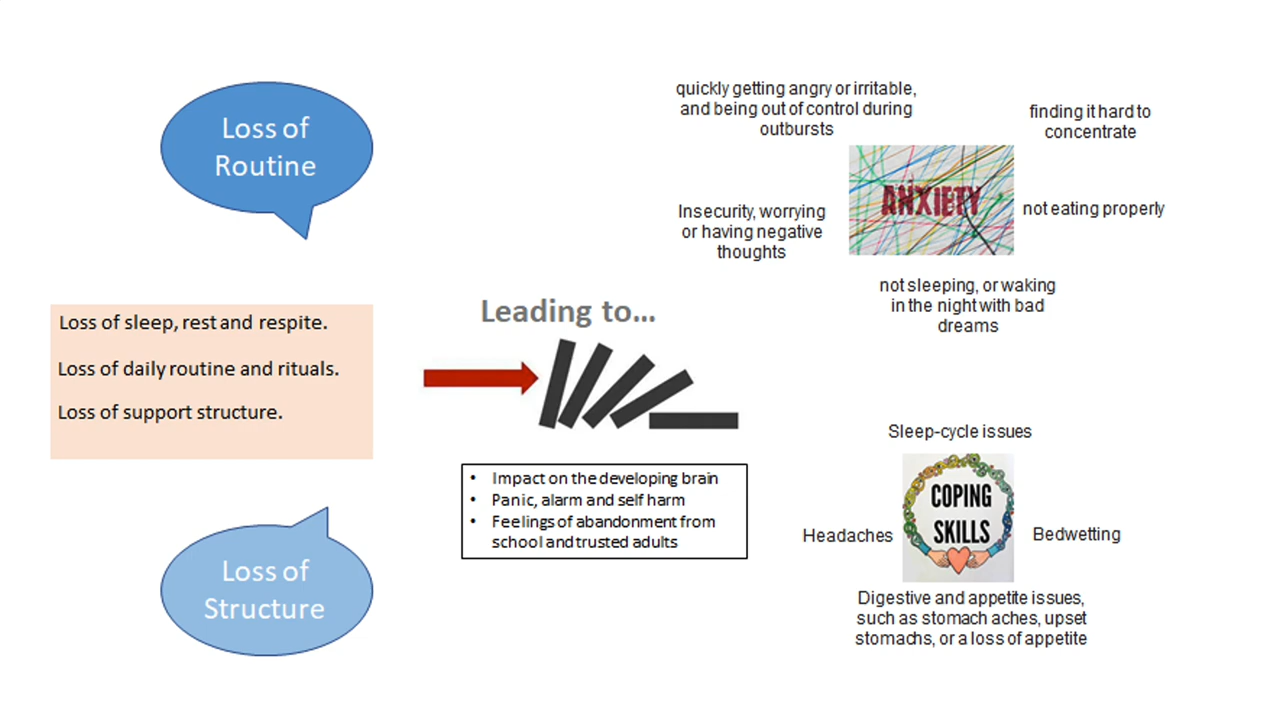 Loss of
Routine
Loss of sleep, rest and respite.
Loss of daily routine and rituals.
Loss of support structure.
Loss of
Structure
Leading to...
• Impact on the developing brain
• Panic, alarm and self harm
• Feelings of abandonment from
school and trusted adults
quickly getting angry or irritable,
and being out of control during
outbursts
finding it hard to
concentrate
ANXIETY
Insecurity, worrying
or having negative
thoughts
not eating properly
not sleeping, or waking
in the night with bad
dreams
Sleep-cycle issues
COPING
SKILLS
Headaches
Bedwetting
Digestive and appetite issues,
such as stomach aches, upset
stomachs, or a loss of appetite